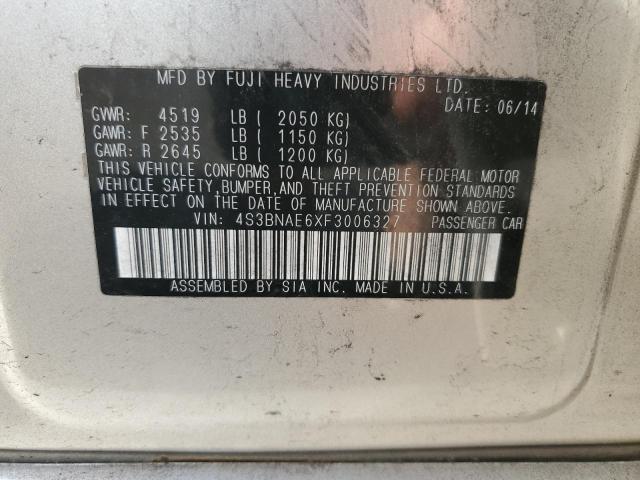 MFD BY FUJI HEAVY INDUSTRIES LTD.
DATE: 06/14
GVWR: 4519 LB ( 2050 KG)
GAWR: F 2535 LB ( 1150 KG)
GAWR: R 2645 LB ( 1200 KG)
THIS VEHICLE CONFORMS TO ALL APPLICABLE FEDERAL MOTOR
VEHICLE SAFETY,BUMPER,AND THEFT PREVENTION STANDARDS
IN EFFECT ON THE DATE OF MANUFACTURE SHOWN ABOVE.
VIN: 4S3BNAE6XF3006327 PASSENGER CAR
ASSEMBLED BY SIA INC. MADE IN U.S.A.